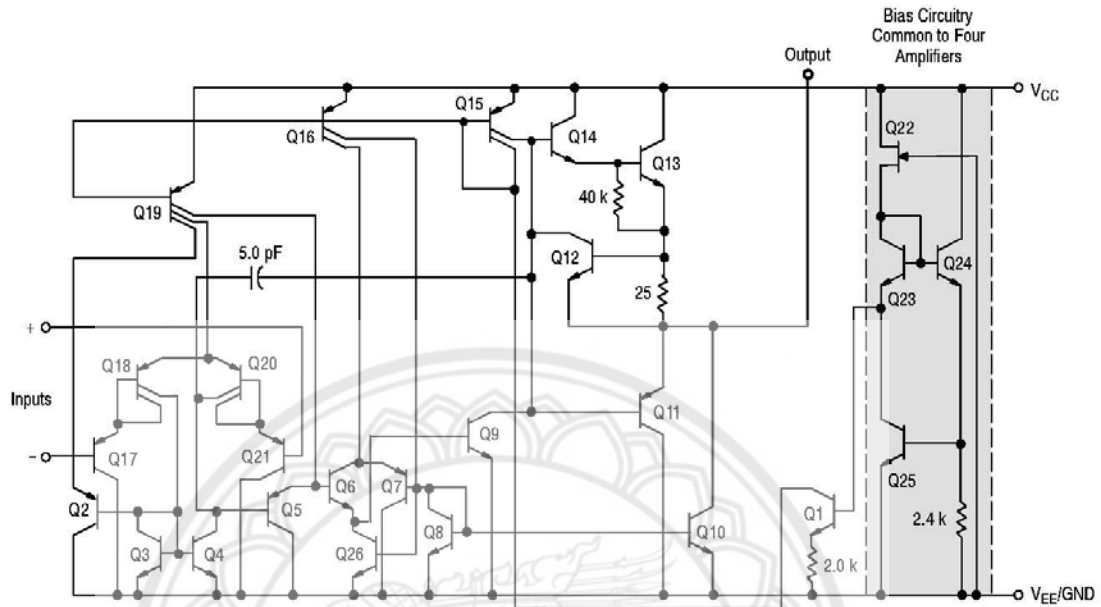 Bias Circuitry
Common to Four
Amplifiers
Output
V_CC
Q15
Q22
Q16
Q14
Q13
40 k
Q19
5.0 pF
Q12
Q24
Q23
25
+
Q18
Q20
Inputs
Q11
-
Q17
Q21
Q9
Q25
Q2
Q5
Q6
Q7
Q1
2.4 k
Q3
Q4
Q26
Q8
Q10
2.0 k
V_EE/GND